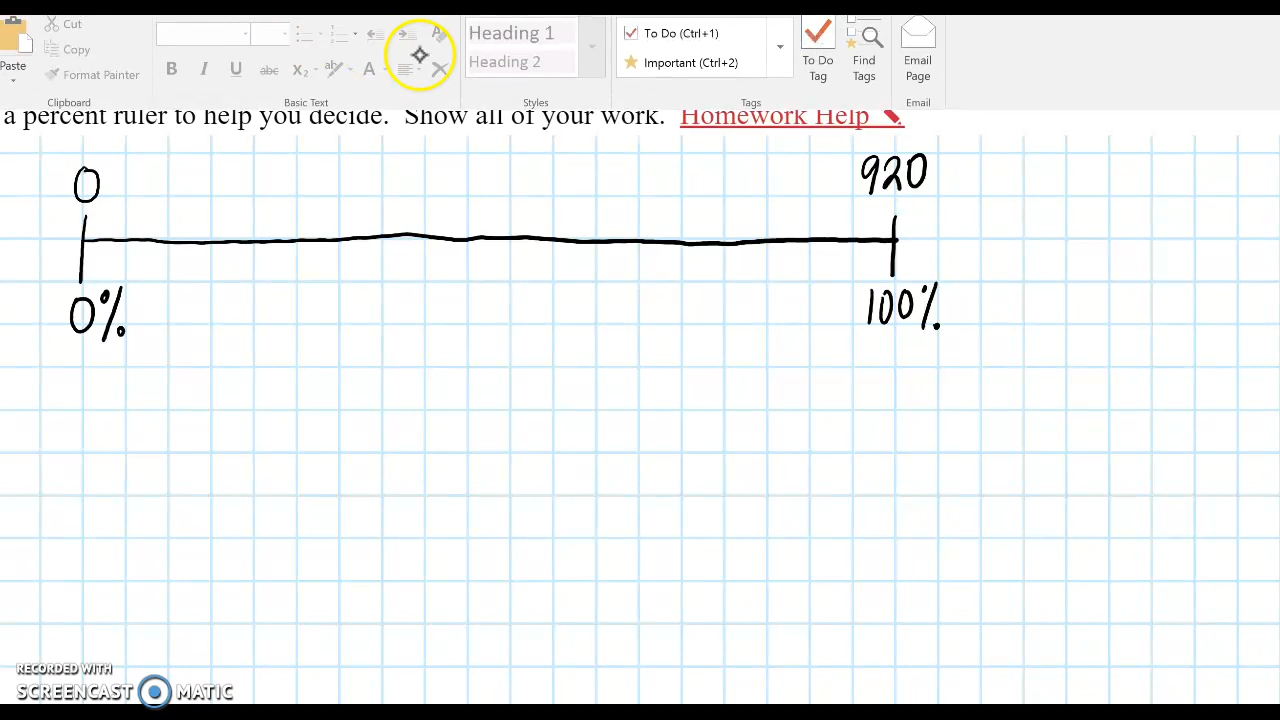 Cut
Copy
Paste
Format Painter
Clipboard
B I U abc X₂ ab A
Basic Text
Heading 1
Heading 2
Styles
To Do (Ctrl+1)
Important (Ctrl+2)
To Do
Tag
Find
Tags
Tags
Email
Page
Email
a percent ruler to help you decide. Show all of your work. Homework Help
0 920
0% 100%
RECORDED WITH
SCREENCAST MATIC